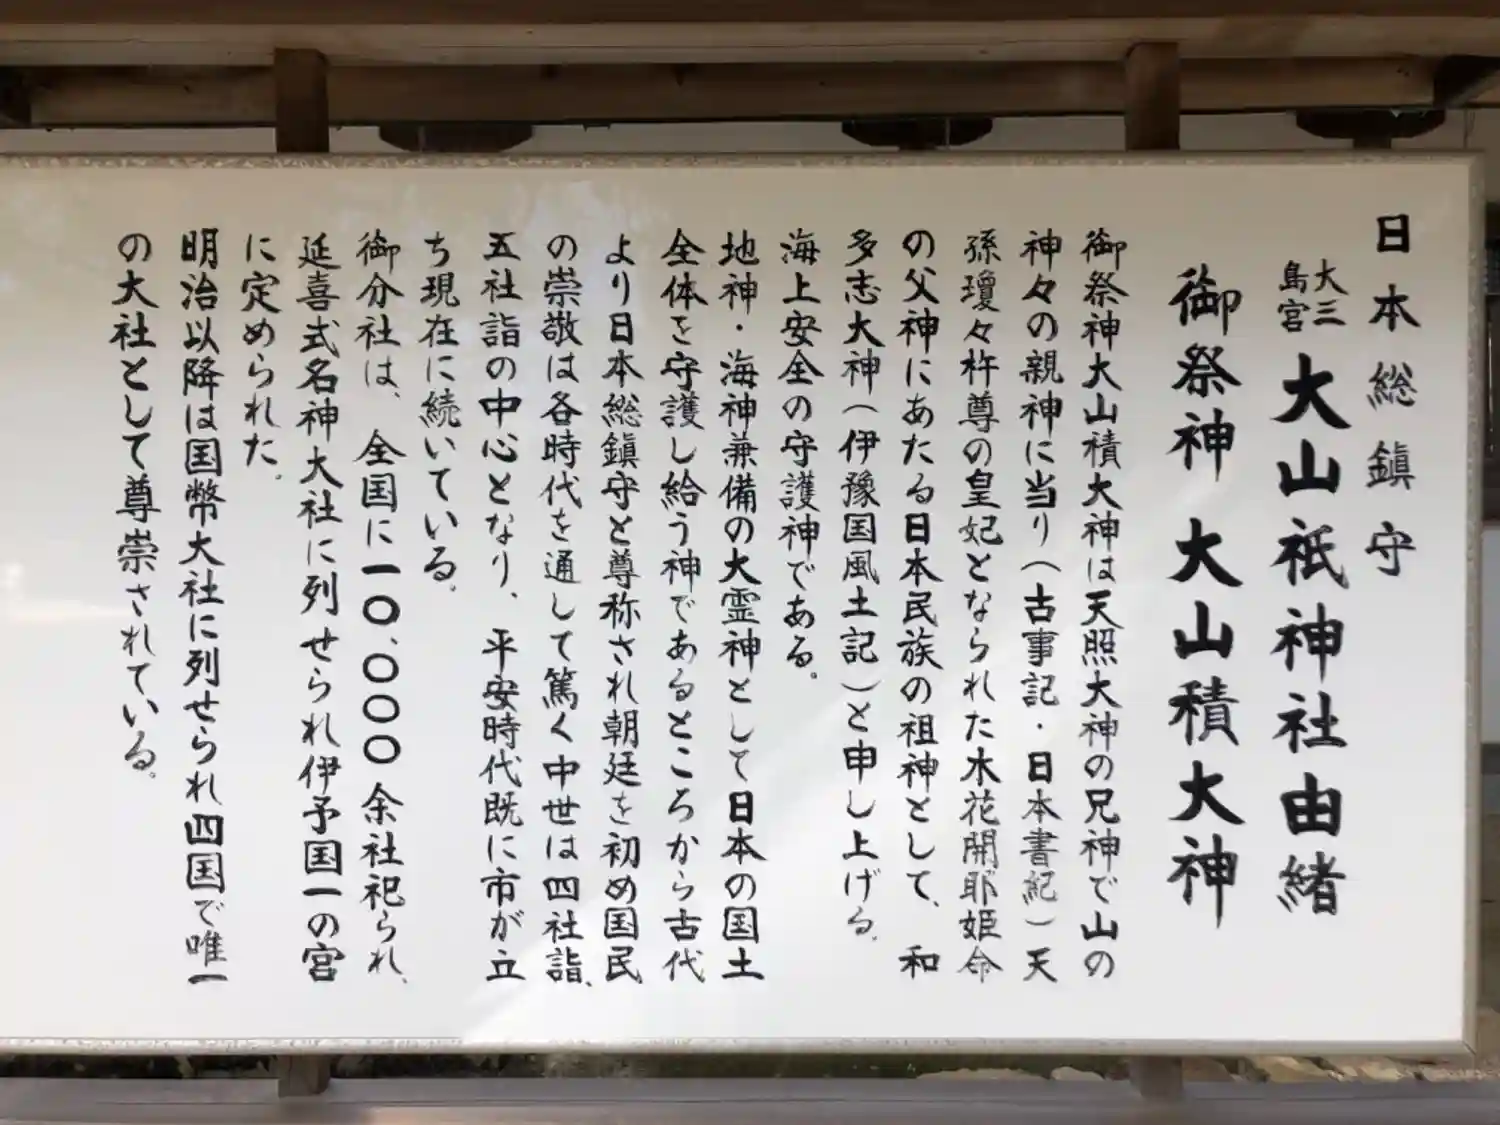 日本総鎮守
大三島宮 大山祇神社由緒
御祭神 大山積大神
御祭神大山積大神は天照大神の兄神で山の
神々の親神に当り(古事記・日本書紀)天
孫瓊々杵尊の皇妃となられた木花開耶姫命
の父神にあたる日本民族の祖神として、和
多志大神(伊豫国風土記)と申し上げる。
海上安全の守護神である。
地神・海神兼備の大霊神として日本の国土
全体を守護し給う神であるところから古代
より日本総鎮守と尊称され朝廷を初め国民
の崇敬は各時代を通して篤く中世は四社詣、
五社詣の中心となり、平安時代既に市が立
ち現在に続いている。
御分社は、全国に一〇、〇〇〇余社祀られ、
延喜式名神大社に列せられ伊予国一の宮
に定められた。
明治以降は国幣大社に列せられ四国で唯一
の大社として尊崇されている。